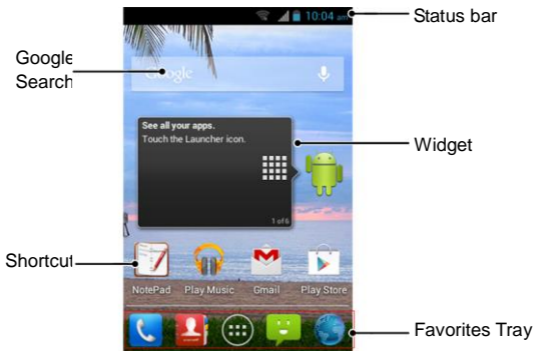 10:04 am
Status bar
Google
Search
Google
See all your apps.
Touch the Launcher icon.
Widget
1 of 6
Shortcut
NotePad
Play Music
Gmail
Play Store
Favorites Tray